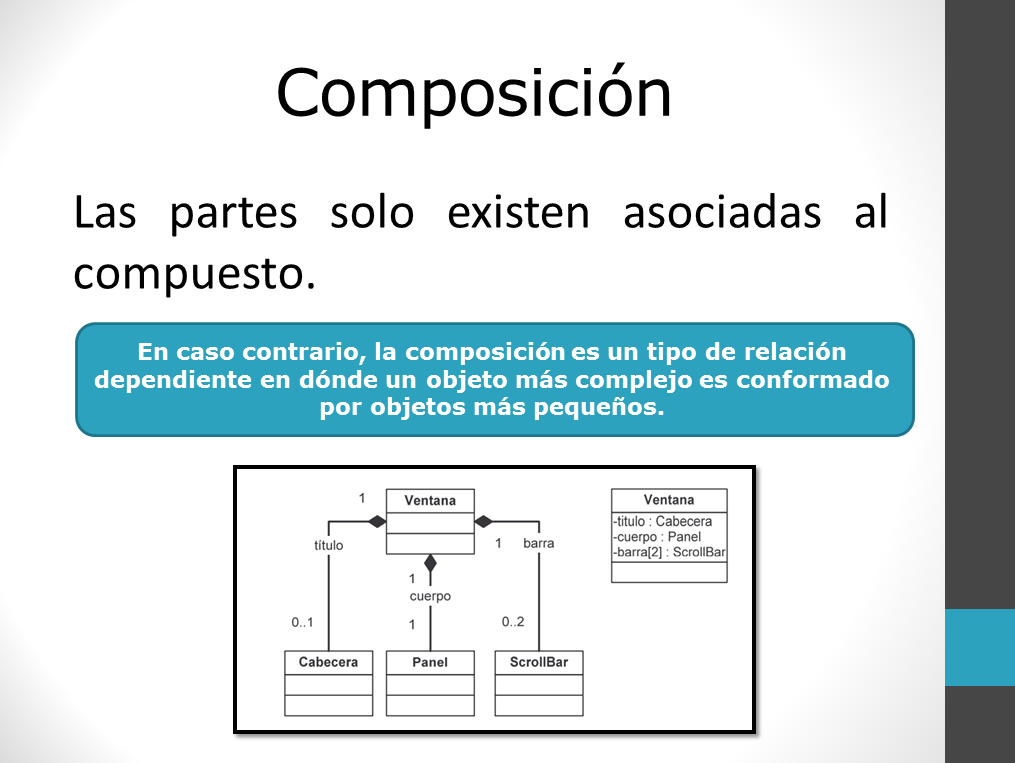 Composición
Las partes solo existen asociadas al
compuesto.
En caso contrario, la composición es un tipo de relación
dependiente en dónde un objeto más complejo es conformado
por objetos más pequeños.
1
Ventana
título
1
barra
1
cuerpo
0..1
1
0..2
Cabecera
Panel
ScrollBar
Ventana
-titulo : Cabecera
-cuerpo : Panel
-barra[2] : ScrollBar